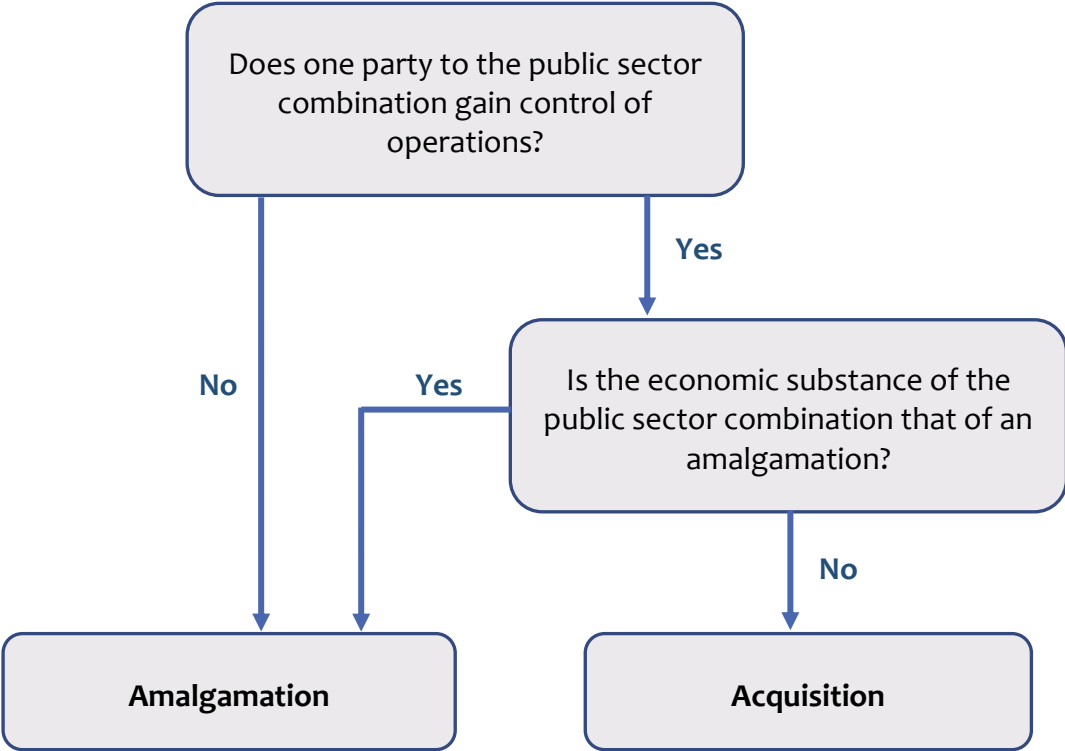 Does one party to the public sector
combination gain control of
operations?
Yes
No
Yes
Is the economic substance of the
public sector combination that of an
amalgamation?
No
Amalgamation
Acquisition